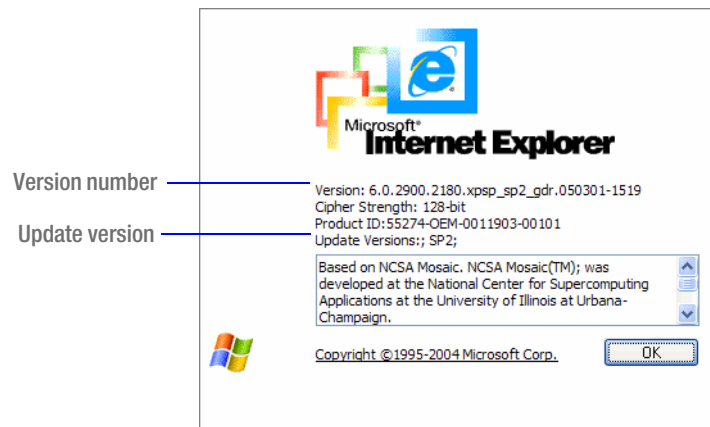 Microsoft®
Internet Explorer
Version number
Version: 6.0.2900.2180.xpsp_sp2_gdr.050301-1519
Cipher Strength: 128-bit
Product ID:55274-OEM-0011903-00101
Update version
Update Versions:; SP2;
Based on NCSA Mosaic. NCSA Mosaic(TM); was
developed at the National Center for Supercomputing
Applications at the University of Illinois at Urbana-
Champaign.
Copyright ©1995-2004 Microsoft Corp.
OK